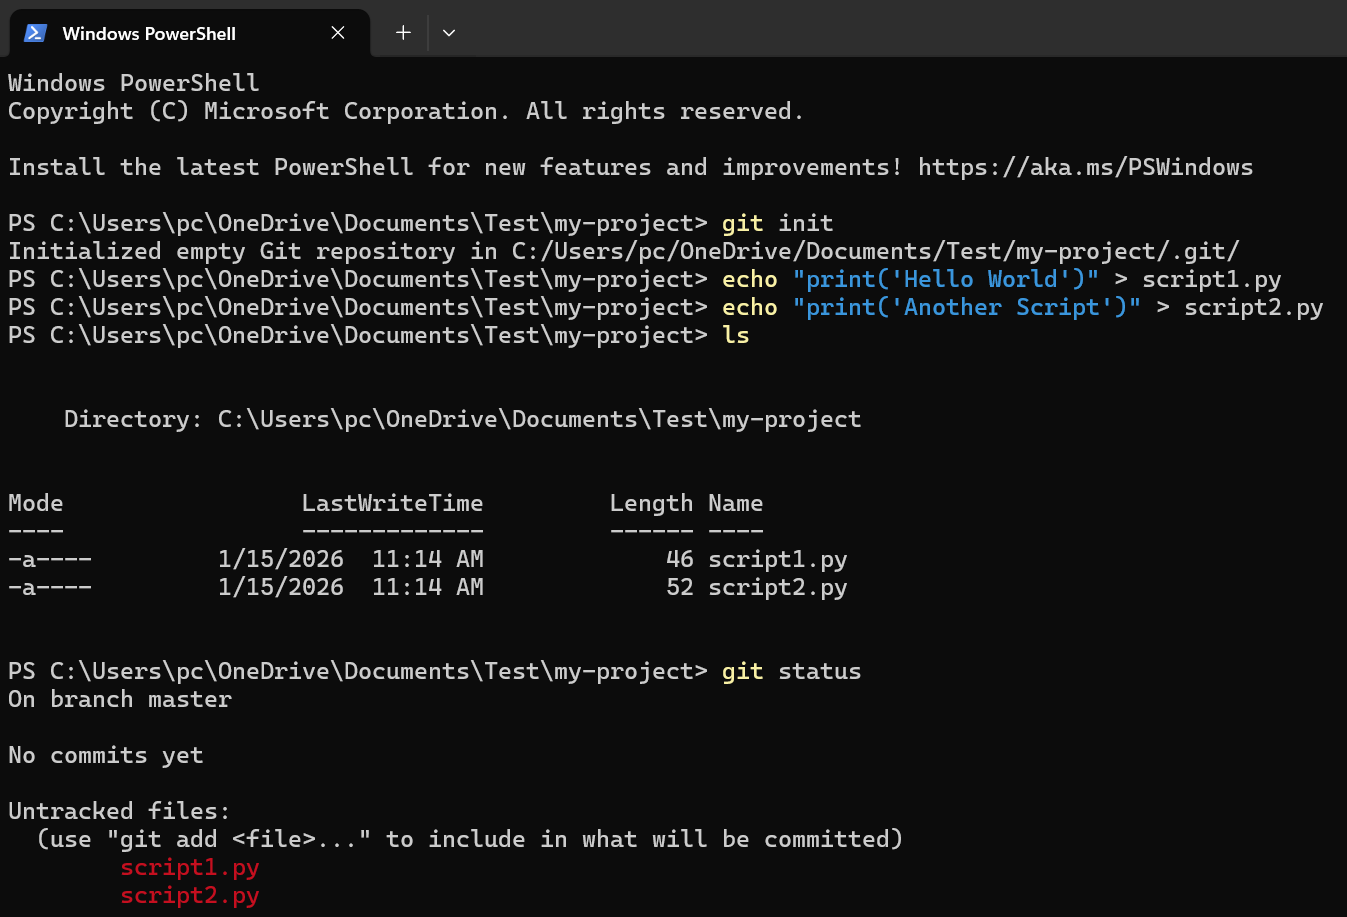 Windows PowerShell
Windows PowerShell
Copyright (C) Microsoft Corporation. All rights reserved.
Install the latest PowerShell for new features and improvements! https://aka.ms/PSWindows
PS C:\Users\pc\OneDrive\Documents\Test\my-project> git init
Initialized empty Git repository in C:/Users/pc/OneDrive/Documents/Test/my-project/.git/
PS C:\Users\pc\OneDrive\Documents\Test\my-project> echo "print('Hello World')" > script1.py
PS C:\Users\pc\OneDrive\Documents\Test\my-project> echo "print('Another Script')" > script2.py
PS C:\Users\pc\OneDrive\Documents\Test\my-project> ls
    Directory: C:\Users\pc\OneDrive\Documents\Test\my-project
Mode                 LastWriteTime         Length Name
----                 -------------         ------ ----
-a----         1/15/2026  11:14 AM             46 script1.py
-a----         1/15/2026  11:14 AM             52 script2.py
PS C:\Users\pc\OneDrive\Documents\Test\my-project> git status
On branch master
No commits yet
Untracked files:
  (use "git add <file>..." to include in what will be committed)
        script1.py
        script2.py